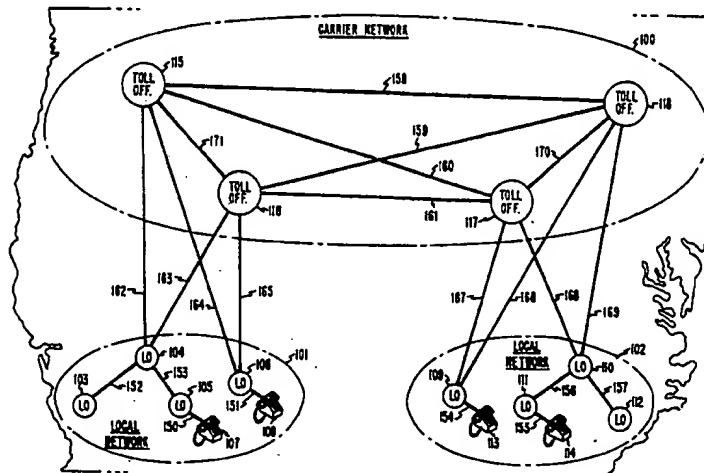 CARRIER NETWORK
100
115
TOLL
OFF.
158
TOLL
OFF.
118
159
171
160
170
TOLL
OFF.
116
161
TOLL
OFF.
117
162
163
164
165
167
168
168
169
LO
104
101
LOCAL
NETWORK
102
103
LO
152
153
105
LO
106
LO
151
150
107
108
LOCAL
NETWORK
109
LO
154
113
111
LO
156
155
114
LO
110
157
LO
112